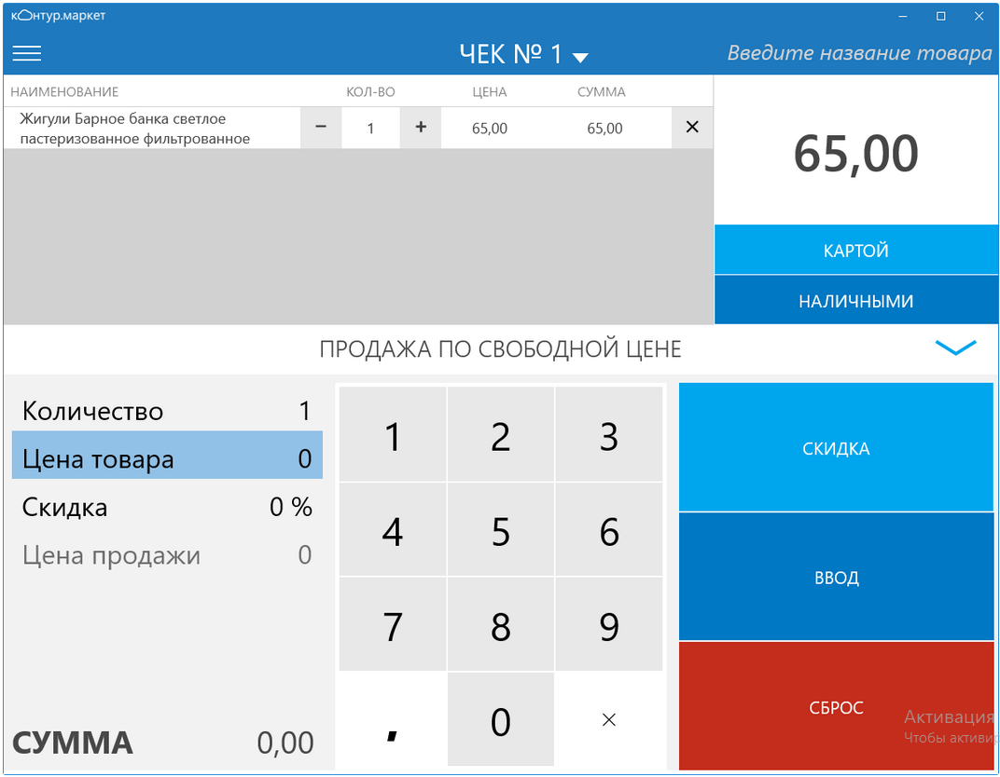 кОнтур.маркет
ЧЕК № 1
Введите название товара
НАИМЕНОВАНИЕ КОЛ-ВО ЦЕНА СУММА
Жигули Барное банка светлое
пастеризованное фильтрованное
− 1 + 65,00 65,00 ×
65,00
КАРТОЙ
НАЛИЧНЫМИ
ПРОДАЖА ПО СВОБОДНОЙ ЦЕНЕ
Количество 1
Цена товара 0
Скидка 0 %
Цена продажи 0
СУММА 0,00
1 2 3
4 5 6
7 8 9
, 0 ×
СКИДКА
ВВОД
СБРОС
Активация
Чтобы активир